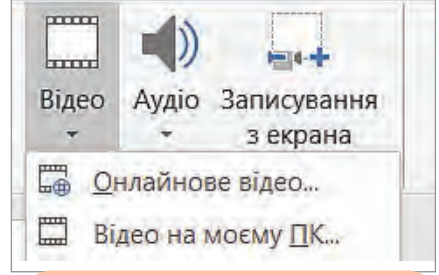 Відео Аудіо Записування
з екрана
Онлайнове відео...
Відео на моєму ПК...